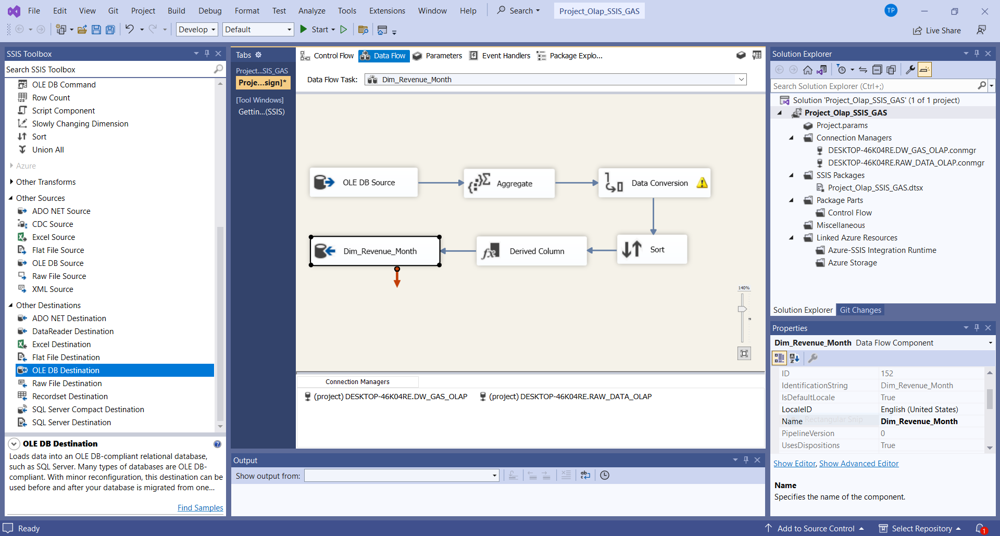 File Edit View Git Project Build Debug Format Test Analyze Tools Extensions Window Help Search Project_Olap_SSIS_GAS TP
Develop Default Start Live Share
SSIS Toolbox
Search SSIS Toolbox
OLE DB Command
Row Count
Script Component
Slowly Changing Dimension
Sort
Union All
Azure
Other Transforms
Other Sources
ADO NET Source
CDC Source
Excel Source
Flat File Source
OLE DB Source
Raw File Source
XML Source
Other Destinations
ADO NET Destination
DataReader Destination
Excel Destination
Flat File Destination
OLE DB Destination
Raw File Destination
Recordset Destination
SQL Server Compact Destination
SQL Server Destination
OLE DB Destination
Loads data into an OLE DB-compliant relational database,
such as SQL Server. Many types of databases are OLE DB-
compliant. With minor reconfiguration, this destination can be
used before and after your database is migrated from one...
Find Samples
Tabs
Project...SIS_GAS
Proje...sign]*
[Tool Windows]
Gettin...(SSIS)
Control Flow Data Flow Parameters Event Handlers Package Explo...
Data Flow Task: Dim_Revenue_Month
OLE DB Source Aggregate Data Conversion
Dim_Revenue_Month Derived Column Sort
140%
Connection Managers
(project) DESKTOP-46K04RE.DW_GAS_OLAP (project) DESKTOP-46K04RE.RAW_DATA_OLAP
Output
Show output from:
Solution Explorer
Search Solution Explorer (Ctrl+;)
Solution 'Project_Olap_SSIS_GAS' (1 of 1 project)
Project_Olap_SSIS_GAS
Project.params
Connection Managers
DESKTOP-46K04RE.DW_GAS_OLAP.conmgr
DESKTOP-46K04RE.RAW_DATA_OLAP.conmgr
SSIS Packages
Project_Olap_SSIS_GAS.dtsx
Package Parts
Control Flow
Miscellaneous
Linked Azure Resources
Azure-SSIS Integration Runtime
Azure Storage
Solution Explorer Git Changes
Properties
Dim_Revenue_Month Data Flow Component
ID 152
IdentificationString Dim_Revenue_Month
IsDefaultLocale True
LocaleID English (United States)
Rectangular Snip
Name Dim_Revenue_Month
PipelineVersion 0
UsesDispositions True
Show Editor, Show Advanced Editor
Name
Specifies the name of the component.
Ready Add to Source Control Select Repository 1